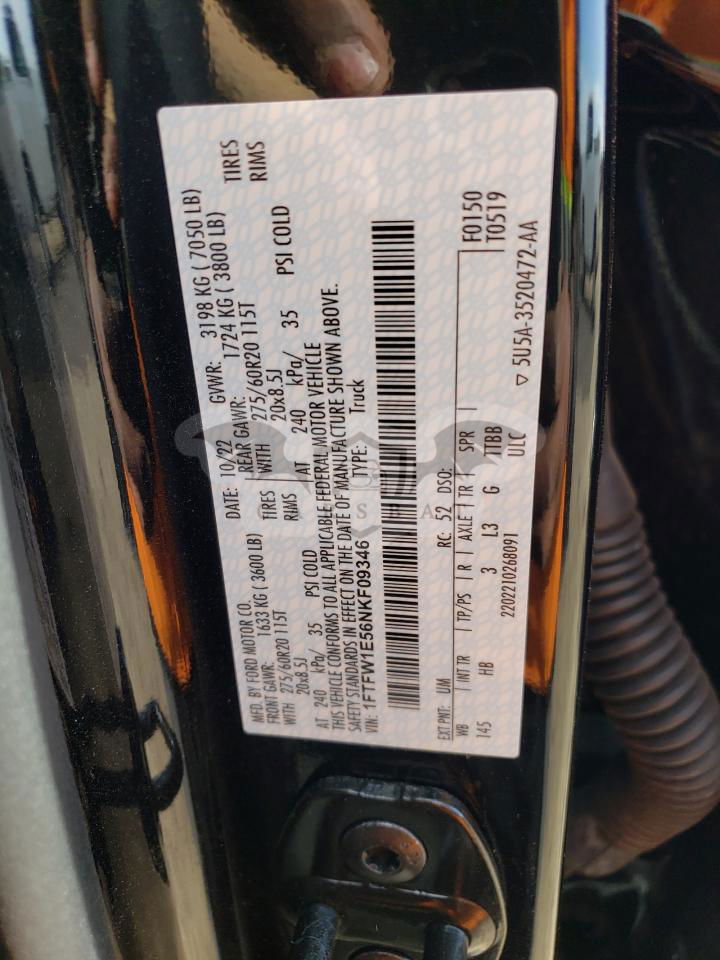 MFD. BY FORD MOTOR CO. DATE: 10/22 GVWR: 3198 KG ( 7050 LB)
FRONT GAWR: 1633 KG (3600 LB) REAR GAWR: 1724 KG ( 3800 LB)
WITH 275/60R20 115T TIRES WITH 275/60R20 115T TIRES
20x8.5J RIMS 20x8.5J RIMS
AT 240 kPa/ 35 PSI COLD AT 240 kPa/ 35 PSI COLD
THIS VEHICLE CONFORMS TO ALL APPLICABLE FEDERAL MOTOR VEHICLE
SAFETY STANDARDS IN EFFECT ON THE DATE OF MANUFACTURE SHOWN ABOVE.
VIN: 1FTFW1E56NKF09346 TYPE: Truck
EXT PNT: UM RC: 52 DSO: F0150
WB INT TR TP/PS R AXLE TR SPR T0519
145 HB 3 L3 G TTBB
2202210268091 ULC ▽ 5U5A-3520472-AA